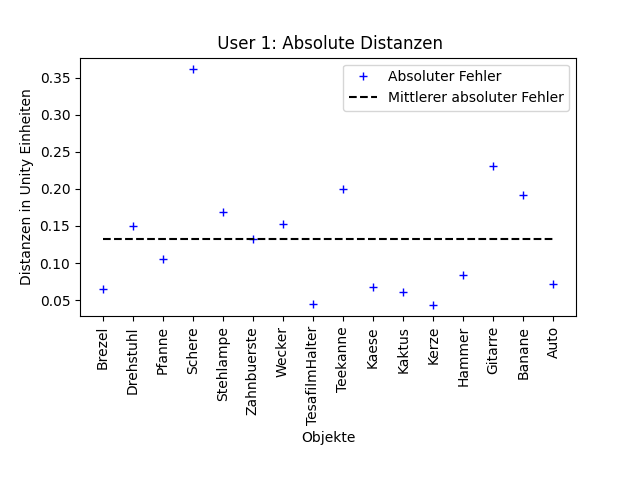 User 1: Absolute Distanzen
Absoluter Fehler
Mittlerer absoluter Fehler
Distanzen in Unity Einheiten
0.35
0.30
0.25
0.20
0.15
0.10
0.05
Brezel
Drehstuhl
Pfanne
Schere
Stehlampe
Zahnbuerste
Wecker
TesafilmHalter
Teekanne
Kaese
Kaktus
Kerze
Hammer
Gitarre
Banane
Auto
Objekte